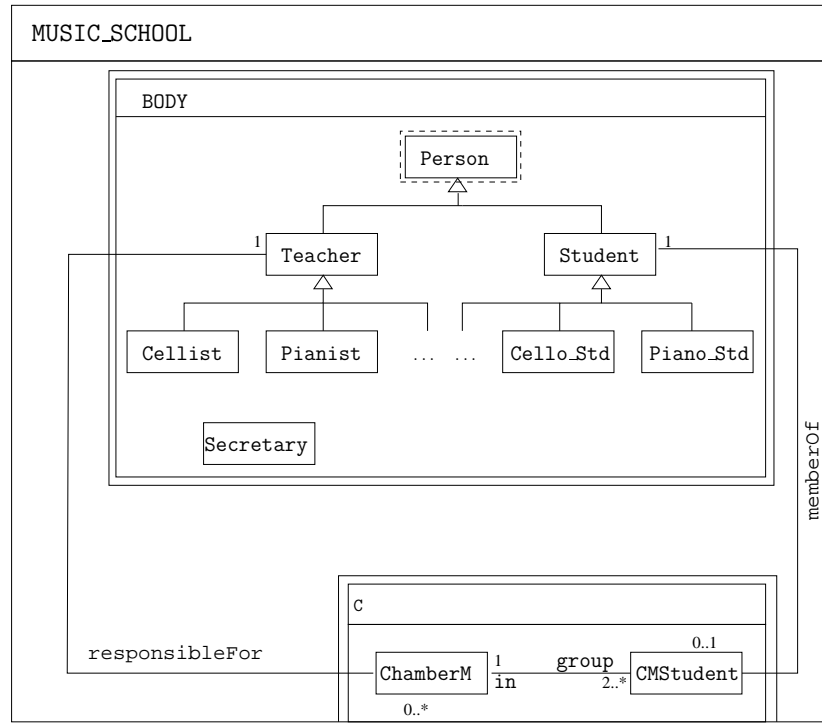 MUSIC_SCHOOL
BODY
Person
1 Teacher
Student 1
Cellist
Pianist
... ...
Cello_Std
Piano_Std
Secretary
memberOf
C
responsibleFor
ChamberM
1
in
group
2..*
0..1
CMStudent
0..*